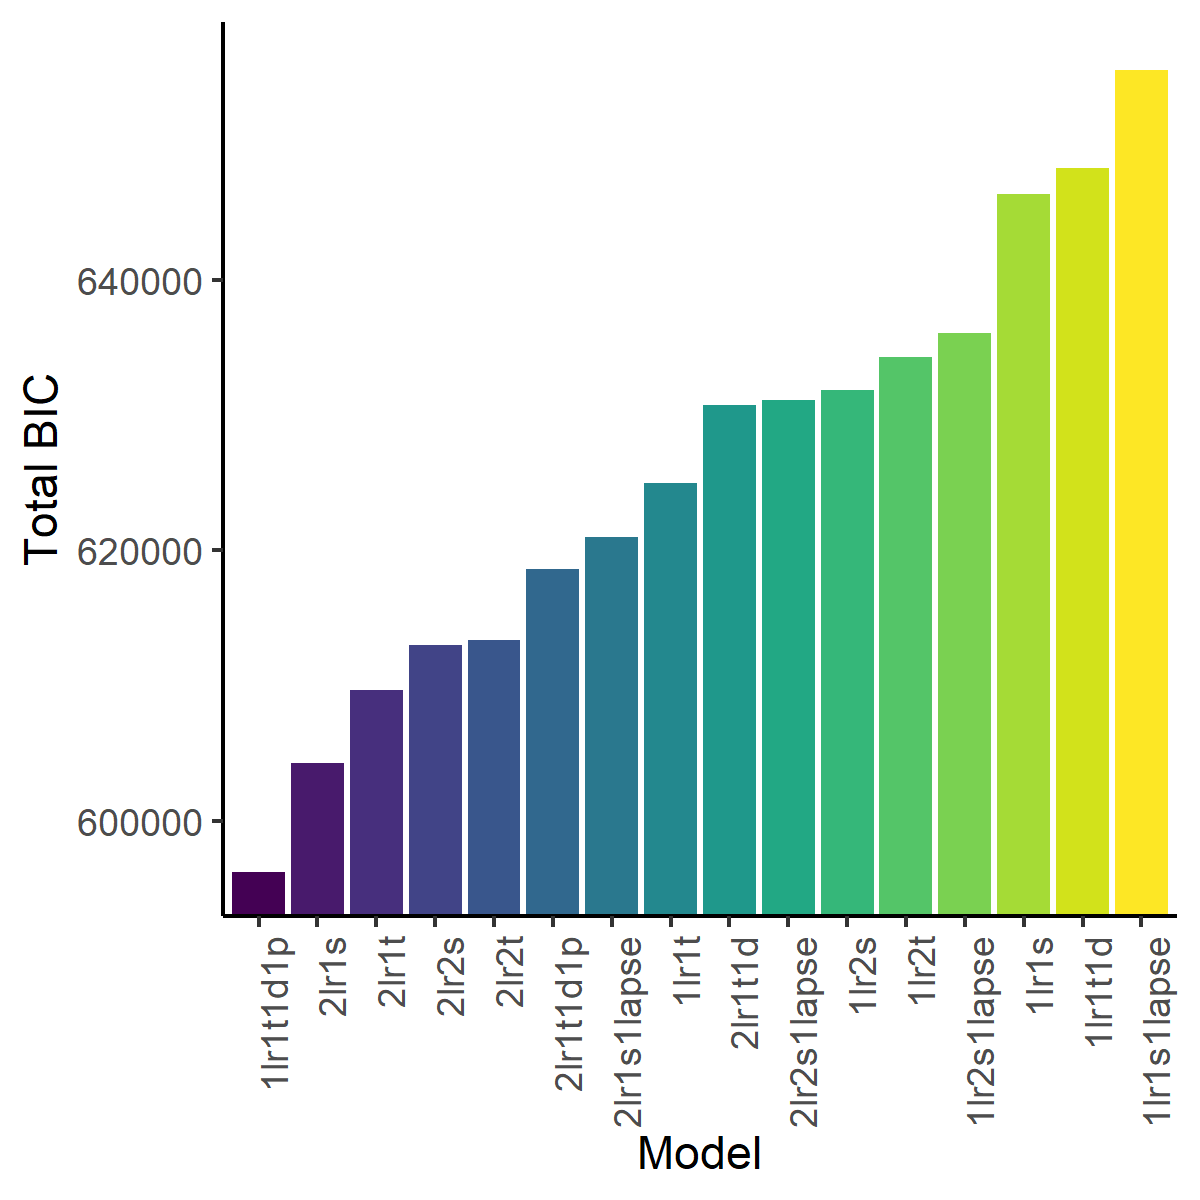 Total BIC
640000
620000
600000
1lr1t1d1p
2lr1s
2lr1t
2lr2s
2lr2t
2lr1t1d1p
2lr1s1lapse
1lr1t
2lr1t1d
2lr2s1lapse
1lr2s
1lr2t
1lr2s1lapse
1lr1s
1lr1t1d
1lr1s1lapse
Model